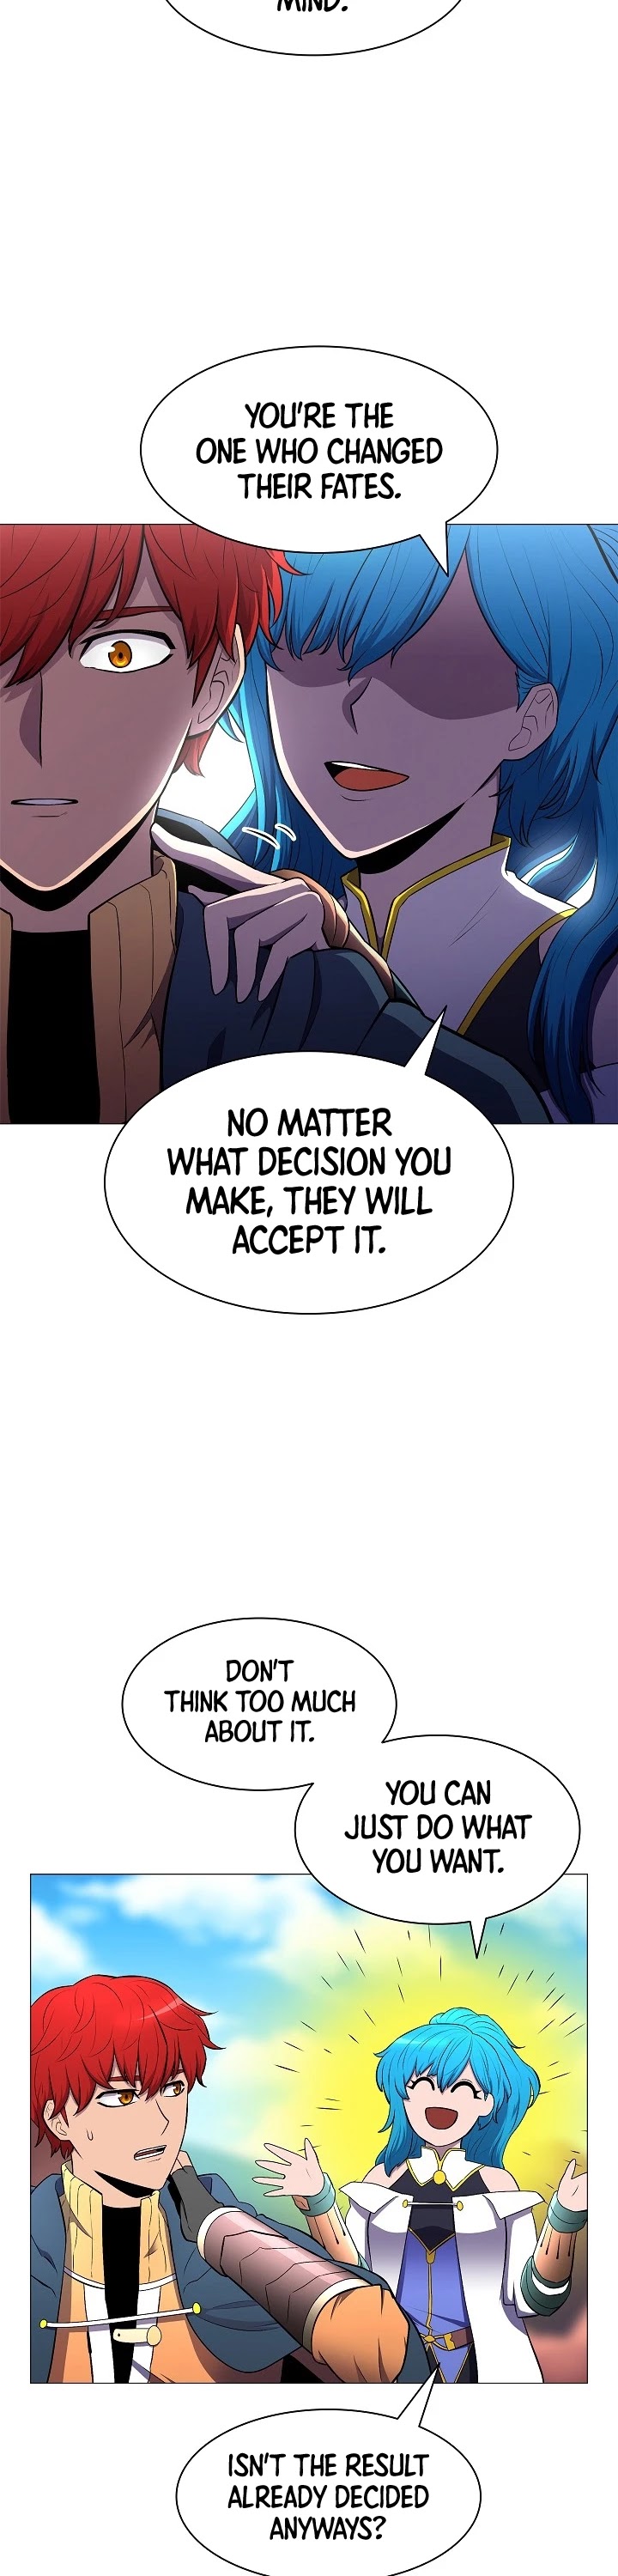 MIND.
YOU'RE THE
ONE WHO CHANGED
THEIR FATES.
NO MATTER
WHAT DECISION YOU
MAKE, THEY WILL
ACCEPT IT.
DON'T
THINK TOO MUCH
ABOUT IT.
YOU CAN
JUST DO WHAT
YOU WANT.
ISN'T THE RESULT
ALREADY DECIDED
ANYWAYS?